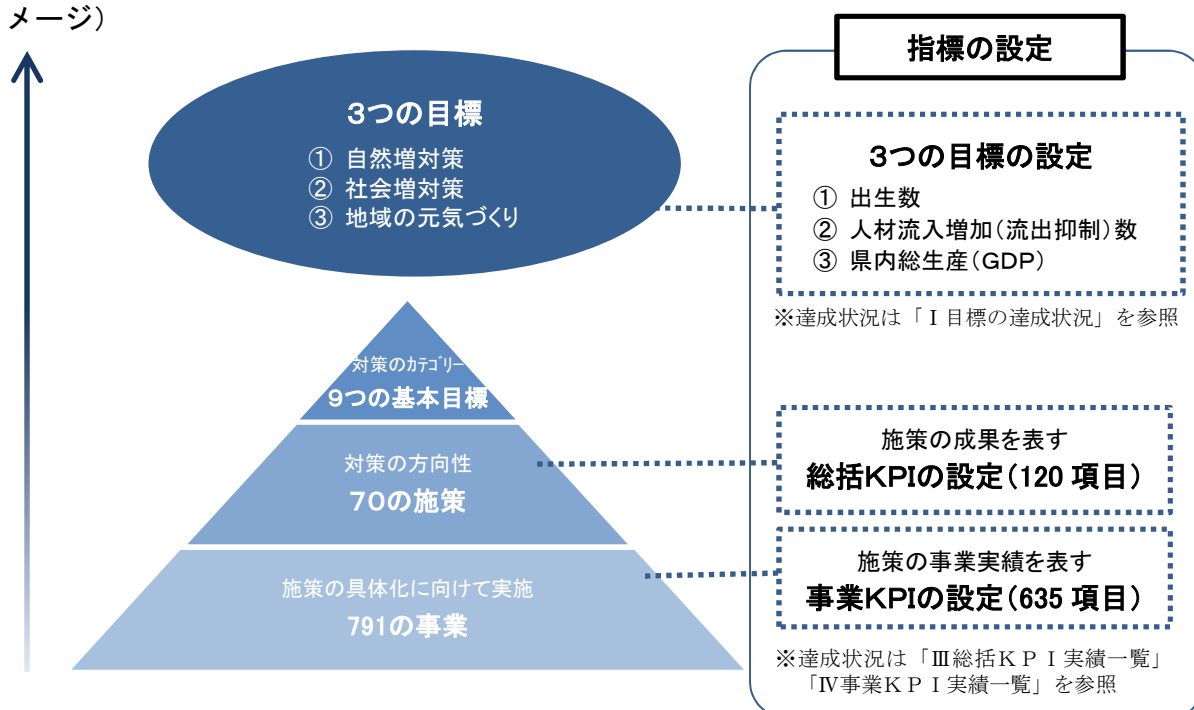 メージ）
3つの目標
① 自然増対策
② 社会増対策
③ 地域の元気づくり
対策のｶﾃｺﾞﾘｰ
9つの基本目標
対策の方向性
70の施策
施策の具体化に向けて実施
791の事業
指標の設定
3つの目標の設定
① 出生数
② 人材流入増加（流出抑制）数
③ 県内総生産（GDP）
※達成状況は「Ⅰ目標の達成状況」を参照
施策の成果を表す
総括KPIの設定（120 項目）
施策の事業実績を表す
事業KPIの設定（635 項目）
※達成状況は「Ⅲ総括ＫＰＩ実績一覧」
「Ⅳ事業ＫＰＩ実績一覧」を参照